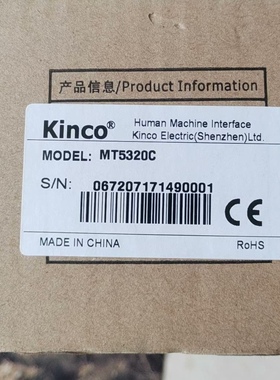 产品信息/Product Information
Kinco® Human Machine Interface
Kinco Electric(Shenzhen)Ltd.
MODEL: MT5320C
S/N:
067207171490001
CE
MADE IN CHINA
RoHS